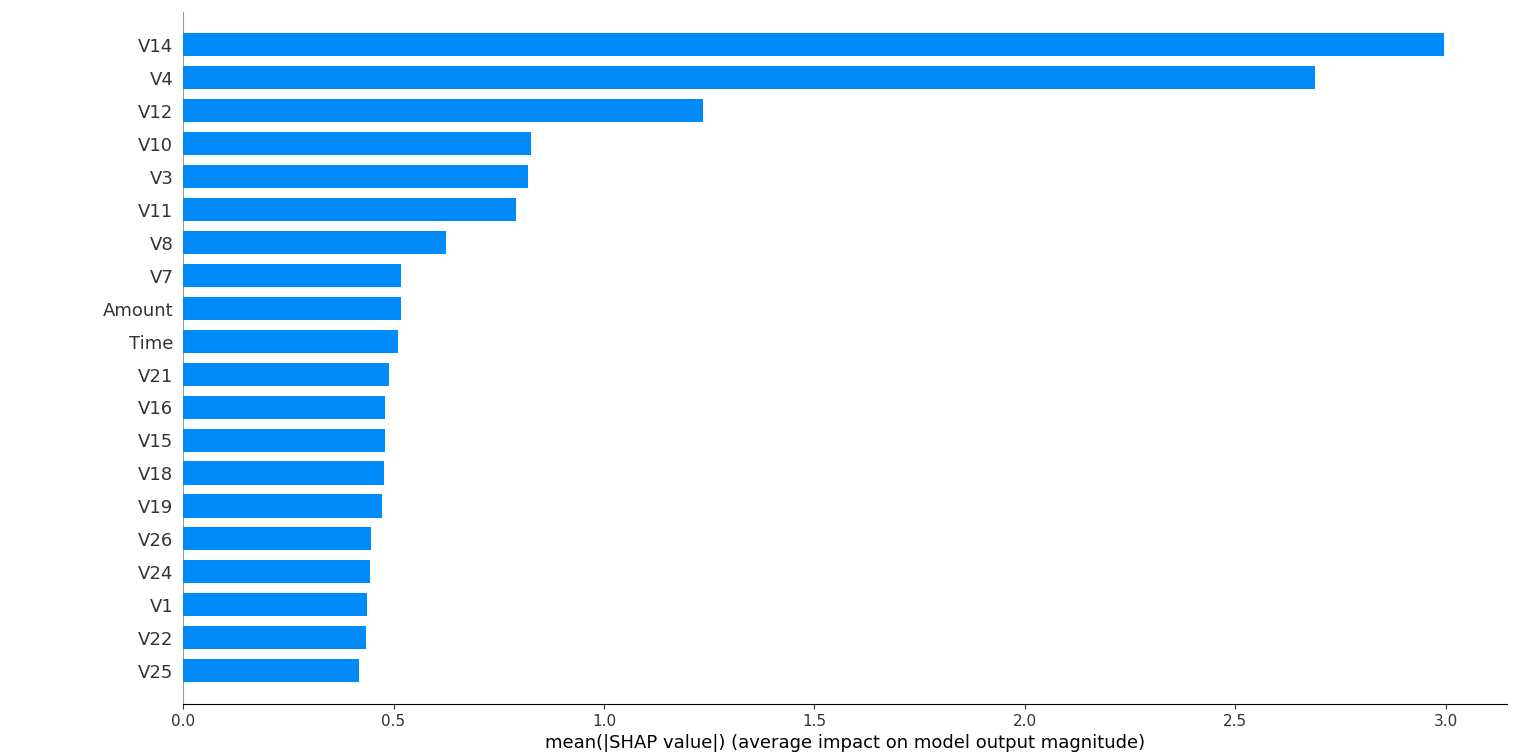 V14
V4
V12
V10
V3
V11
V8
V7
Amount
Time
V21
V16
V15
V18
V19
V26
V24
V1
V22
V25
0.0 0.5 1.0 1.5 2.0 2.5 3.0
mean(|SHAP value|) (average impact on model output magnitude)